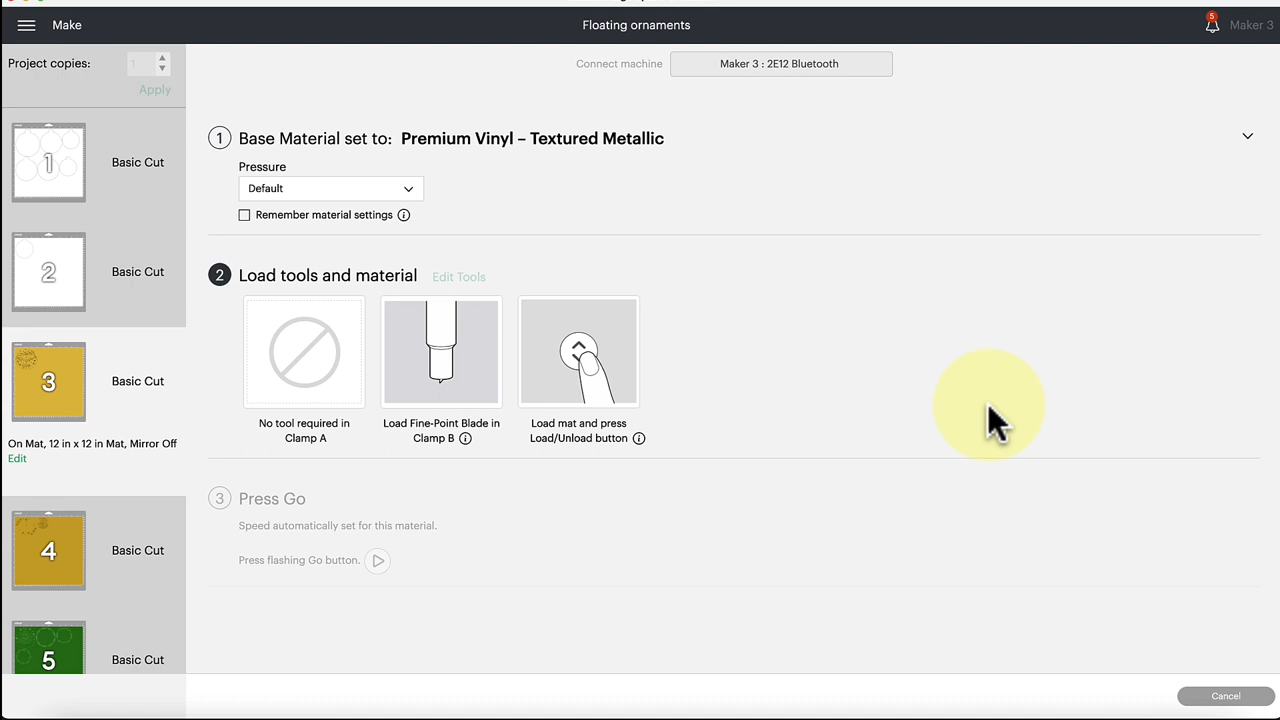 Make
Floating ornaments
5
Maker 3
Project copies:
1
Apply
Connect machine
Maker 3 : 2E12 Bluetooth
1
Basic Cut
2
Basic Cut
3
Basic Cut
On Mat, 12 in x 12 in Mat, Mirror Off
Edit
4
Basic Cut
5
Basic Cut
1
Base Material set to: Premium Vinyl – Textured Metallic
Pressure
Default
Remember material settings
2
Load tools and material
Edit Tools
No tool required in
Clamp A
Load Fine-Point Blade in
Clamp B
Load mat and press
Load/Unload button
3
Press Go
Speed automatically set for this material.
Press flashing Go button.
Cancel